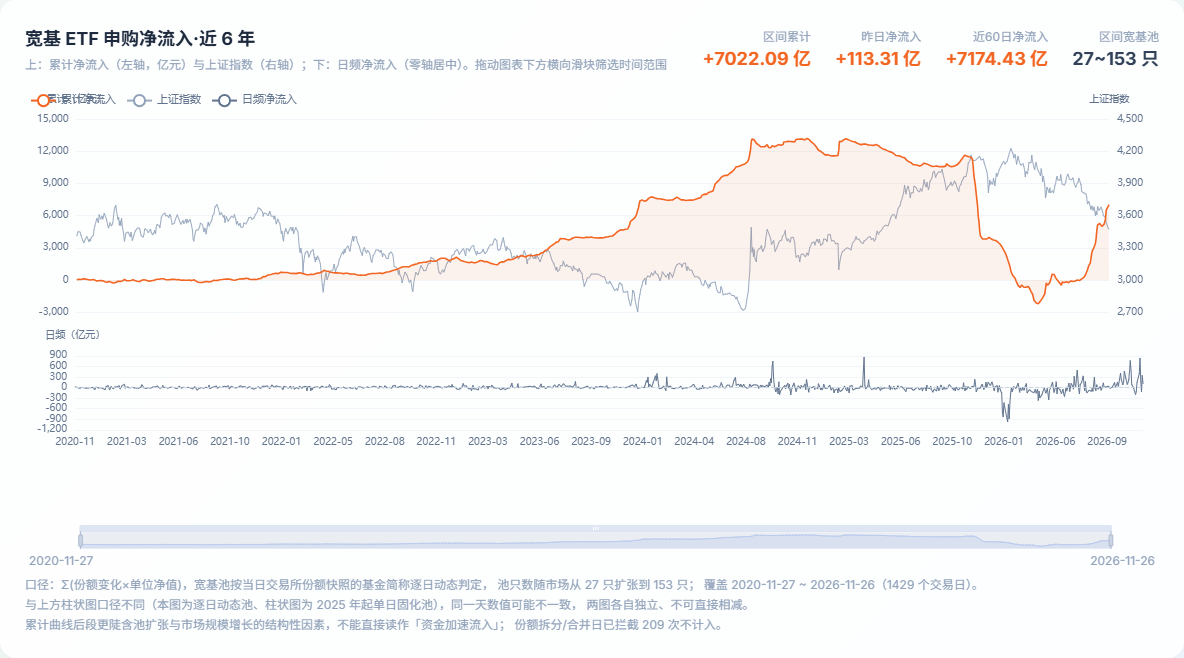 宽基 ETF 申购净流入·近 6 年
上：累计净流入（左轴，亿元）与上证指数（右轴）；下：日频净流入（零轴居中）。拖动图表下方横向滑块筛选时间范围
区间累计
+7022.09 亿
昨日净流入
+113.31 亿
近60日净流入
+7174.43 亿
区间宽基池
27~153 只
累计净流入
上证指数
日频净流入
上证指数
15,000
12,000
9,000
6,000
3,000
0
-3,000
4,500
4,200
3,900
3,600
3,300
3,000
2,700
日频（亿元）
900
600
300
0
-300
-600
-900
-1,200
2020-11 2021-03 2021-06 2021-10 2022-01 2022-05 2022-08 2022-11 2023-03 2023-06 2023-09 2024-01 2024-04 2024-08 2024-11 2025-03 2025-06 2025-10 2026-01 2026-06 2026-09
2020-11-27
2026-11-26
口径：Σ(份额变化×单位净值)，宽基池按当日交易所份额快照的基金简称逐日动态判定， 池只数随市场从 27 只扩张到 153 只； 覆盖 2020-11-27 ~ 2026-11-26（1429 个交易日）。
与上方柱状图口径不同（本图为逐日动态池、柱状图为 2025 年起单日固化池），同一天数值可能不一致， 两图各自独立、不可直接相减。
累计曲线后段更陡含池扩张与市场规模增长的结构性因素，不能直接读作「资金加速流入」； 份额拆分/合并日已拦截 209 次不计入。